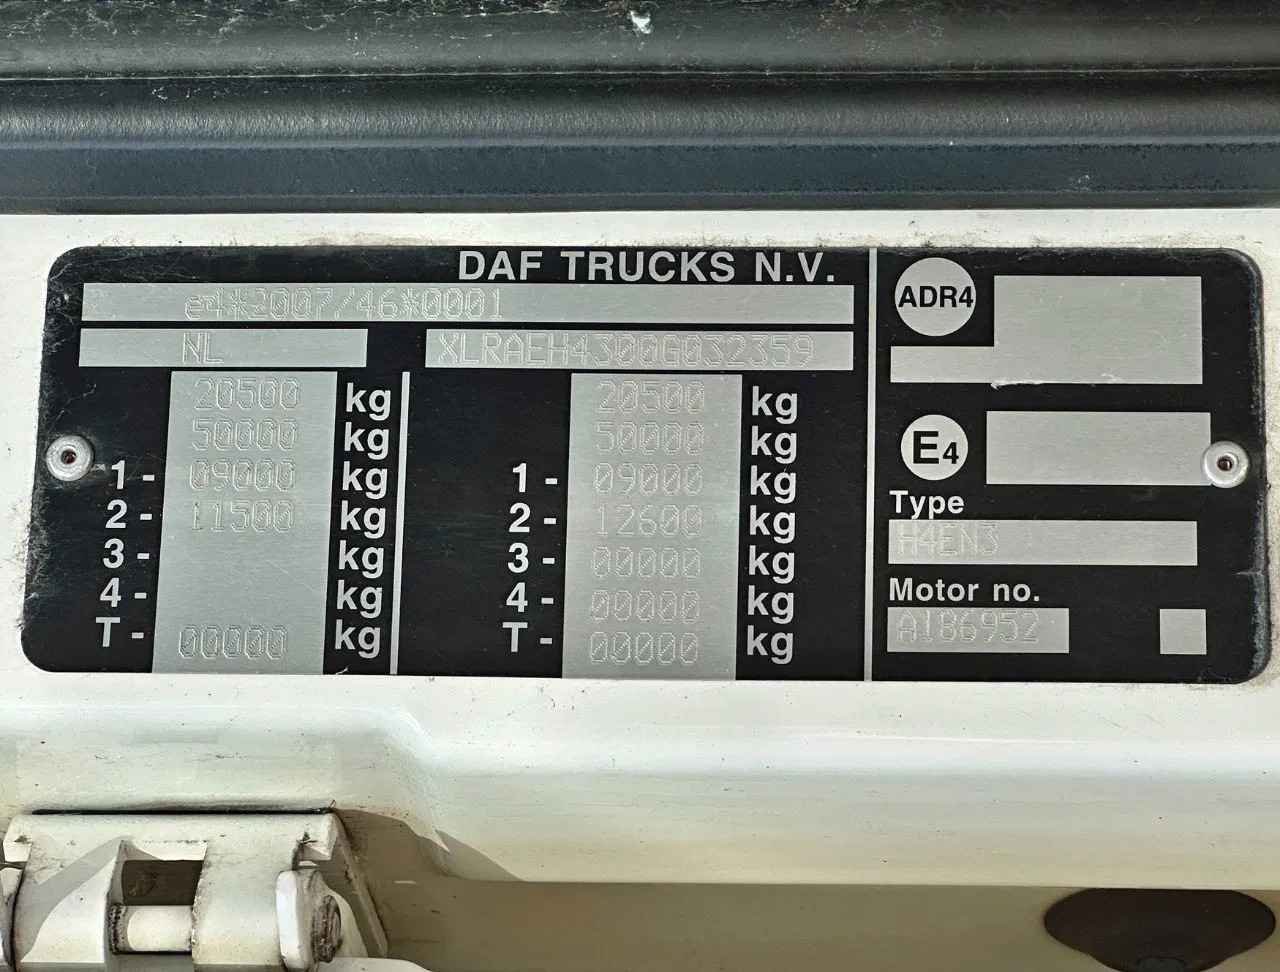 DAF TRUCKS N.V.
e4*2007/46*0001
NL XLRAEH4300G032359
20500 kg 20500 kg
50000 kg 50000 kg
1 - 09000 kg 1 - 09000 kg
2 - 11500 kg 2 - 12600 kg
3 - kg 3 - 00000 kg
4 - kg 4 - 00000 kg
T - 00000 kg T - 00000 kg
ADR4
E4
Type
H4EN3
Motor no.
A186952